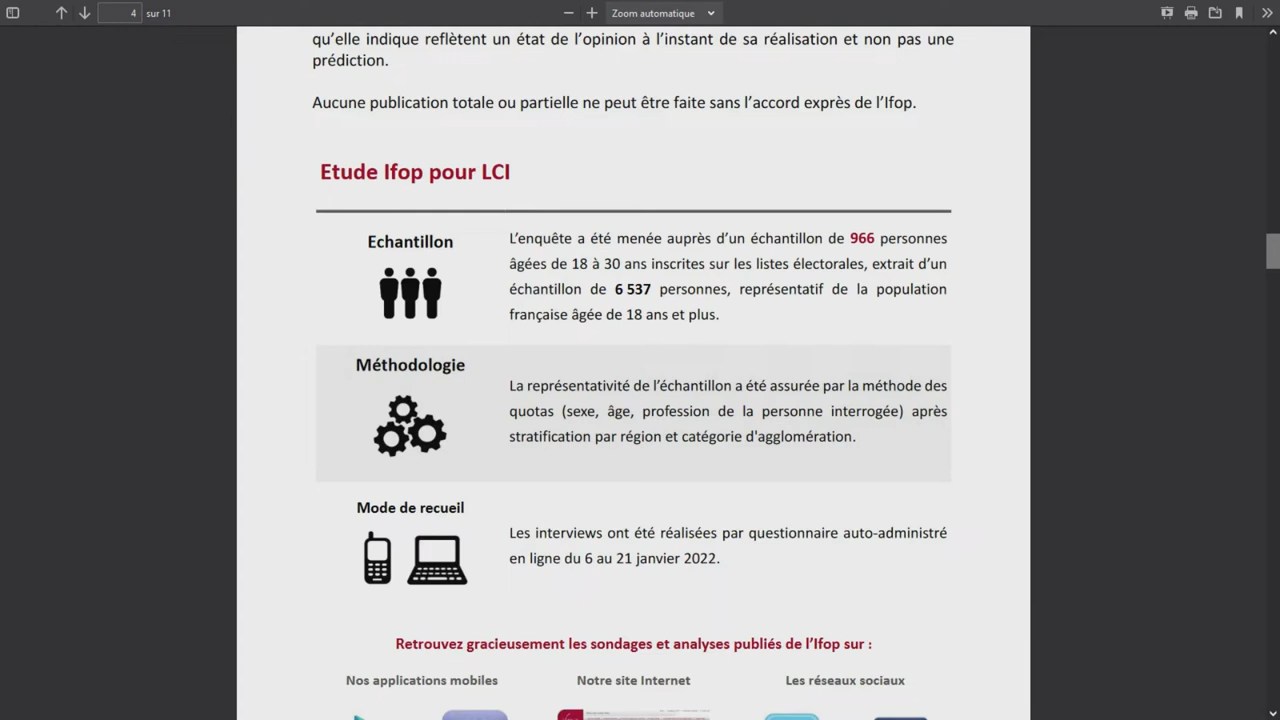 4 sur 11
Zoom automatique
qu’elle indique reflètent un état de l’opinion à l’instant de sa réalisation et non pas une
prédiction.
Aucune publication totale ou partielle ne peut être faite sans l’accord exprès de l’Ifop.
Etude Ifop pour LCI
Echantillon
L’enquête a été menée auprès d’un échantillon de 966 personnes
âgées de 18 à 30 ans inscrites sur les listes électorales, extrait d’un
échantillon de 6 537 personnes, représentatif de la population
française âgée de 18 ans et plus.
Méthodologie
La représentativité de l’échantillon a été assurée par la méthode des
quotas (sexe, âge, profession de la personne interrogée) après
stratification par région et catégorie d'agglomération.
Mode de recueil
Les interviews ont été réalisées par questionnaire auto-administré
en ligne du 6 au 21 janvier 2022.
Retrouvez gracieusement les sondages et analyses publiés de l’Ifop sur :
Nos applications mobiles
Notre site Internet
Les réseaux sociaux